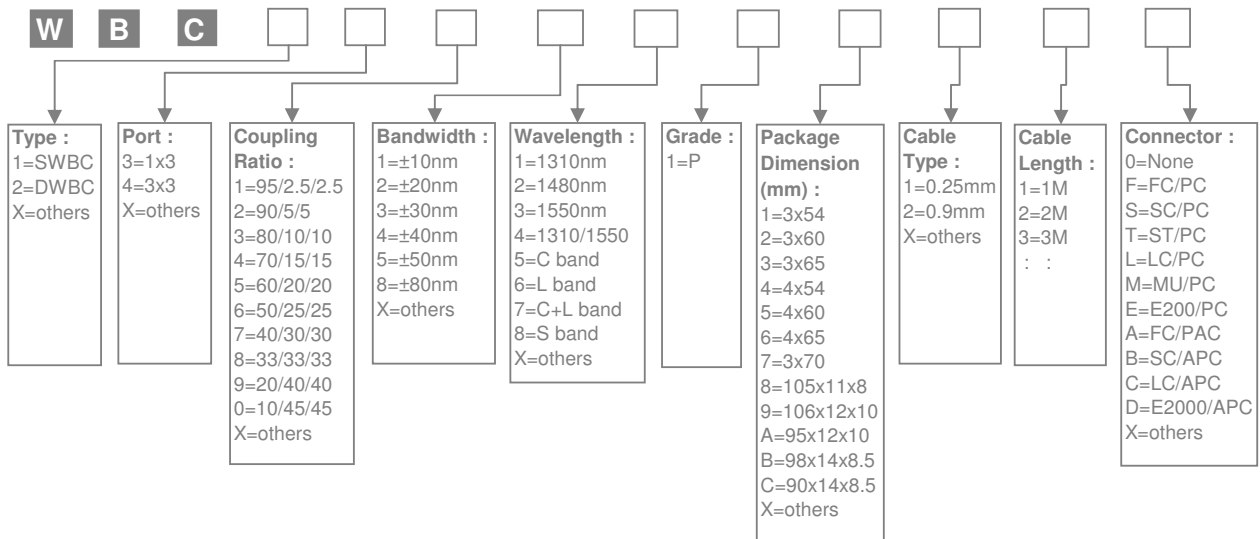 W B C
Type :
1=SWBC
2=DWBC
X=others
Port :
3=1x3
4=3x3
X=others
Coupling
Ratio :
1=95/2.5/2.5
2=90/5/5
3=80/10/10
4=70/15/15
5=60/20/20
6=50/25/25
7=40/30/30
8=33/33/33
9=20/40/40
0=10/45/45
X=others
Bandwidth :
1=±10nm
2=±20nm
3=±30nm
4=±40nm
5=±50nm
8=±80nm
X=others
Wavelength :
1=1310nm
2=1480nm
3=1550nm
4=1310/1550
5=C band
6=L band
7=C+L band
8=S band
X=others
Grade :
1=P
Package
Dimension
(mm) :
1=3x54
2=3x60
3=3x65
4=4x54
5=4x60
6=4x65
7=3x70
8=105x11x8
9=106x12x10
A=95x12x10
B=98x14x8.5
C=90x14x8.5
X=others
Cable
Type :
1=0.25mm
2=0.9mm
X=others
Cable
Length :
1=1M
2=2M
3=3M
: :
Connector :
0=None
F=FC/PC
S=SC/PC
T=ST/PC
L=LC/PC
M=MU/PC
E=E200/PC
A=FC/PAC
B=SC/APC
C=LC/APC
D=E2000/APC
X=others